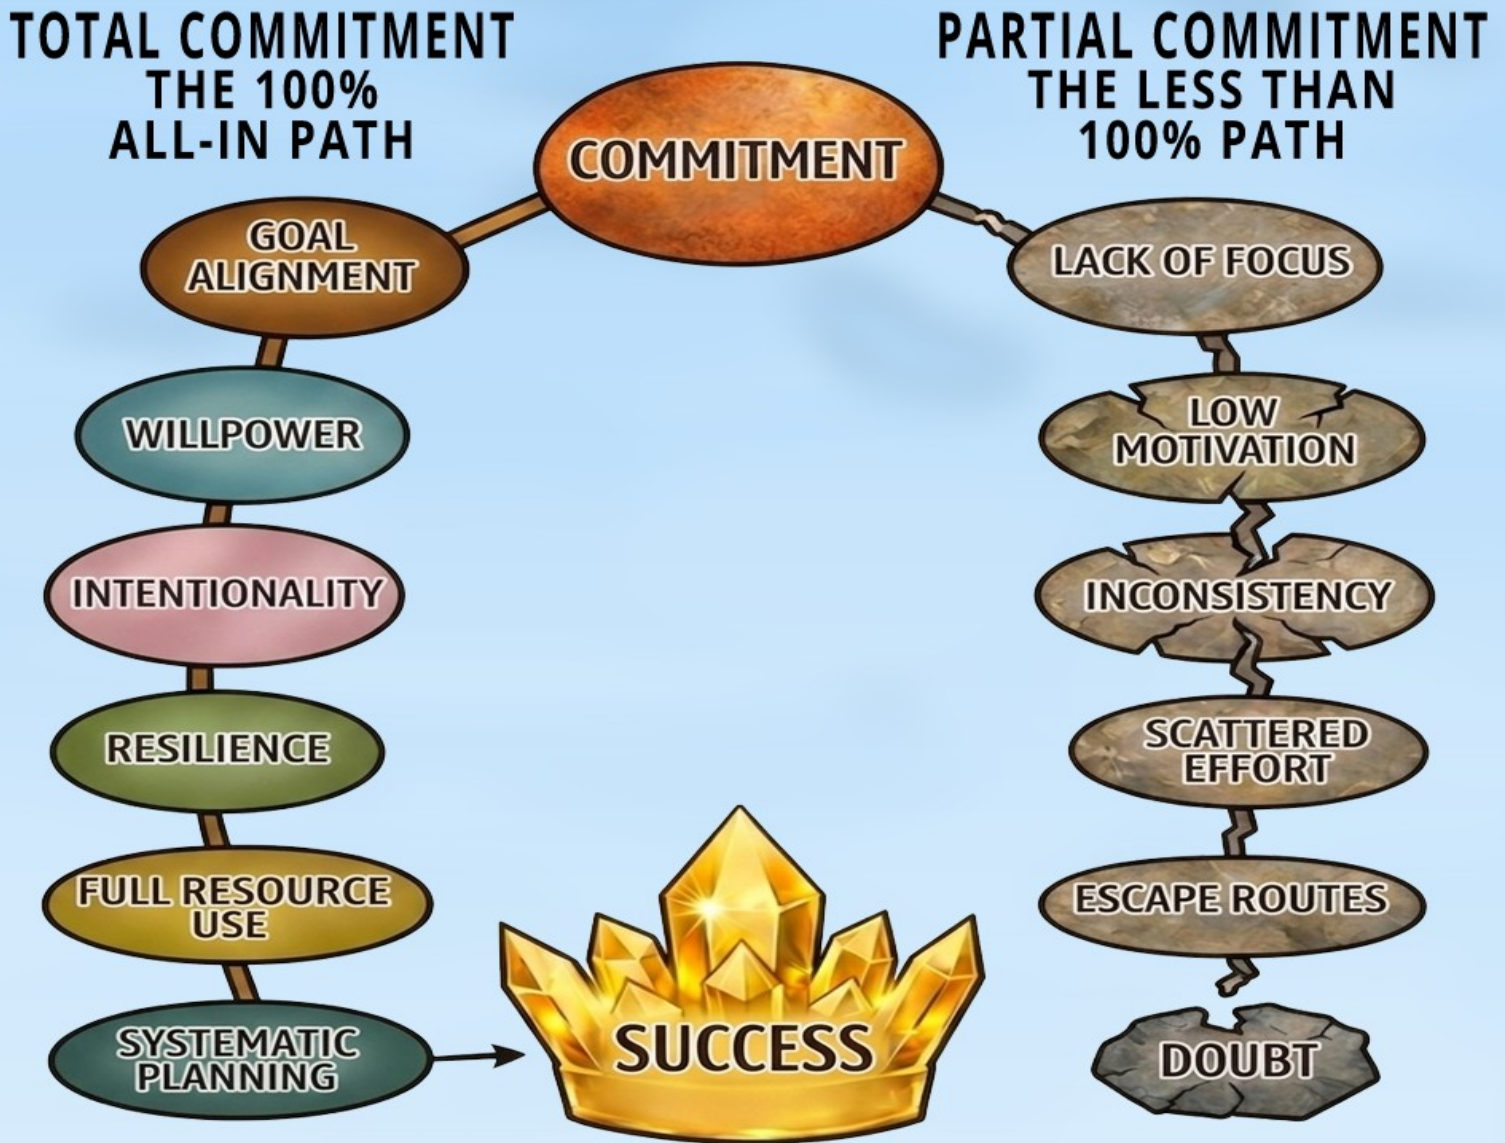 TOTAL COMMITMENT
THE 100%
ALL-IN PATH
PARTIAL COMMITMENT
THE LESS THAN
100% PATH
COMMITMENT
GOAL
ALIGNMENT
WILLPOWER
INTENTIONALITY
RESILIENCE
FULL RESOURCE
USE
SYSTEMATIC
PLANNING
SUCCESS
LACK OF FOCUS
LOW
MOTIVATION
INCONSISTENCY
SCATTERED
EFFORT
ESCAPE ROUTES
DOUBT